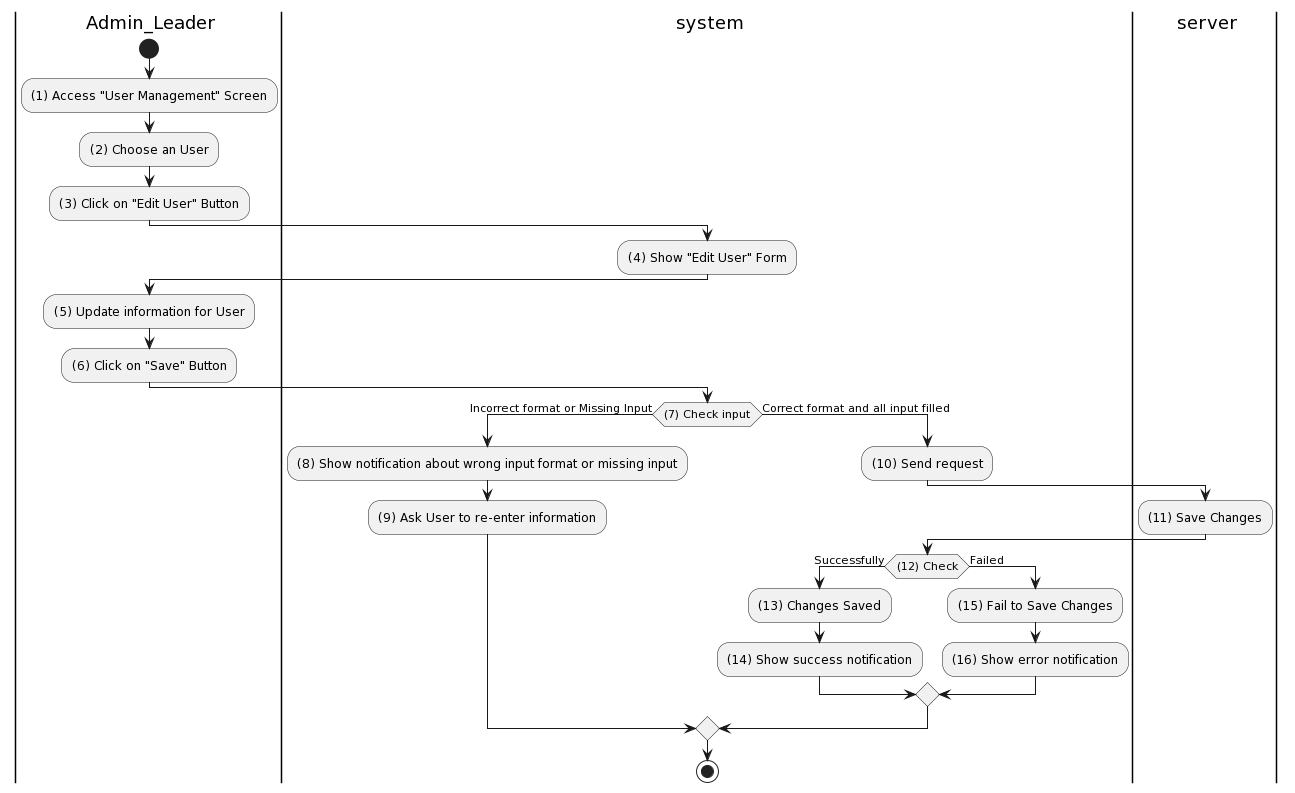 Admin_Leader
system
server
(1) Access "User Management" Screen
(2) Choose an User
(3) Click on "Edit User" Button
(4) Show "Edit User" Form
(5) Update information for User
(6) Click on "Save" Button
Incorrect format or Missing Input
(7) Check input
Correct format and all input filled
(8) Show notification about wrong input format or missing input
(10) Send request
(9) Ask User to re-enter information
(11) Save Changes
Successfully
(12) Check
Failed
(13) Changes Saved
(15) Fail to Save Changes
(14) Show success notification
(16) Show error notification